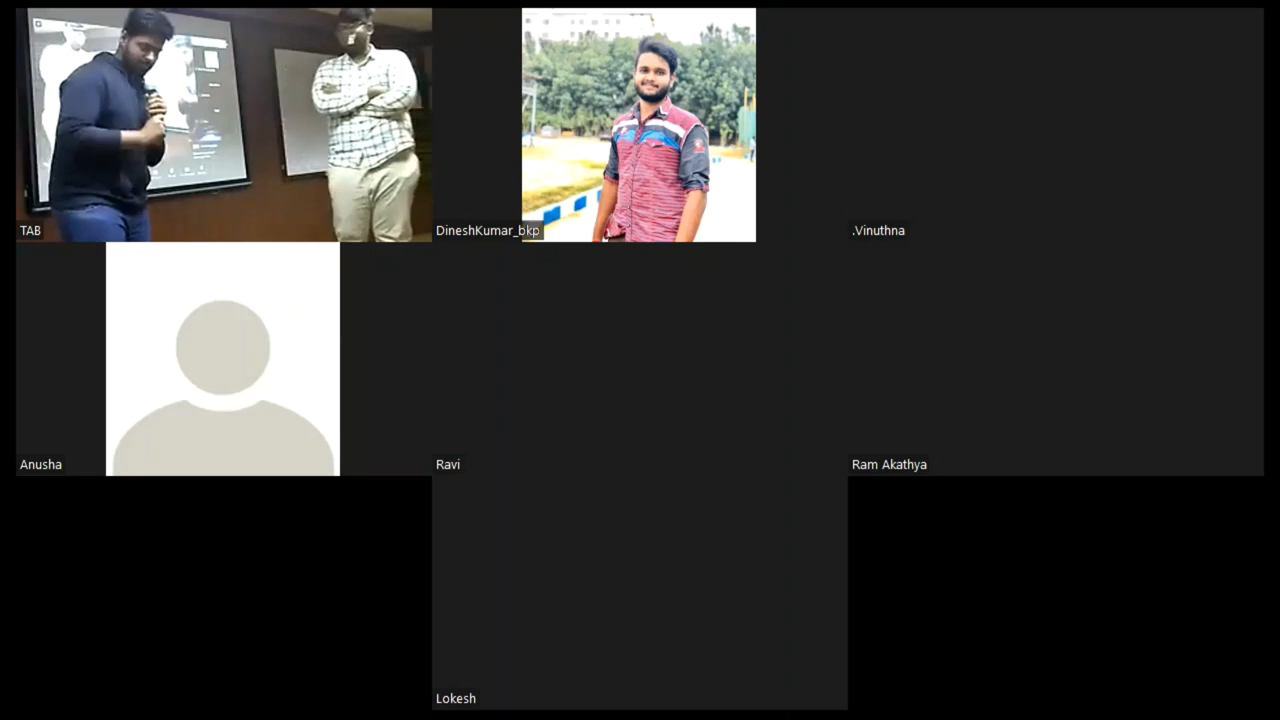 TAB
DineshKumar_bkp
.Vinuthna
Anusha
Ravi
Ram Akathya
Lokesh